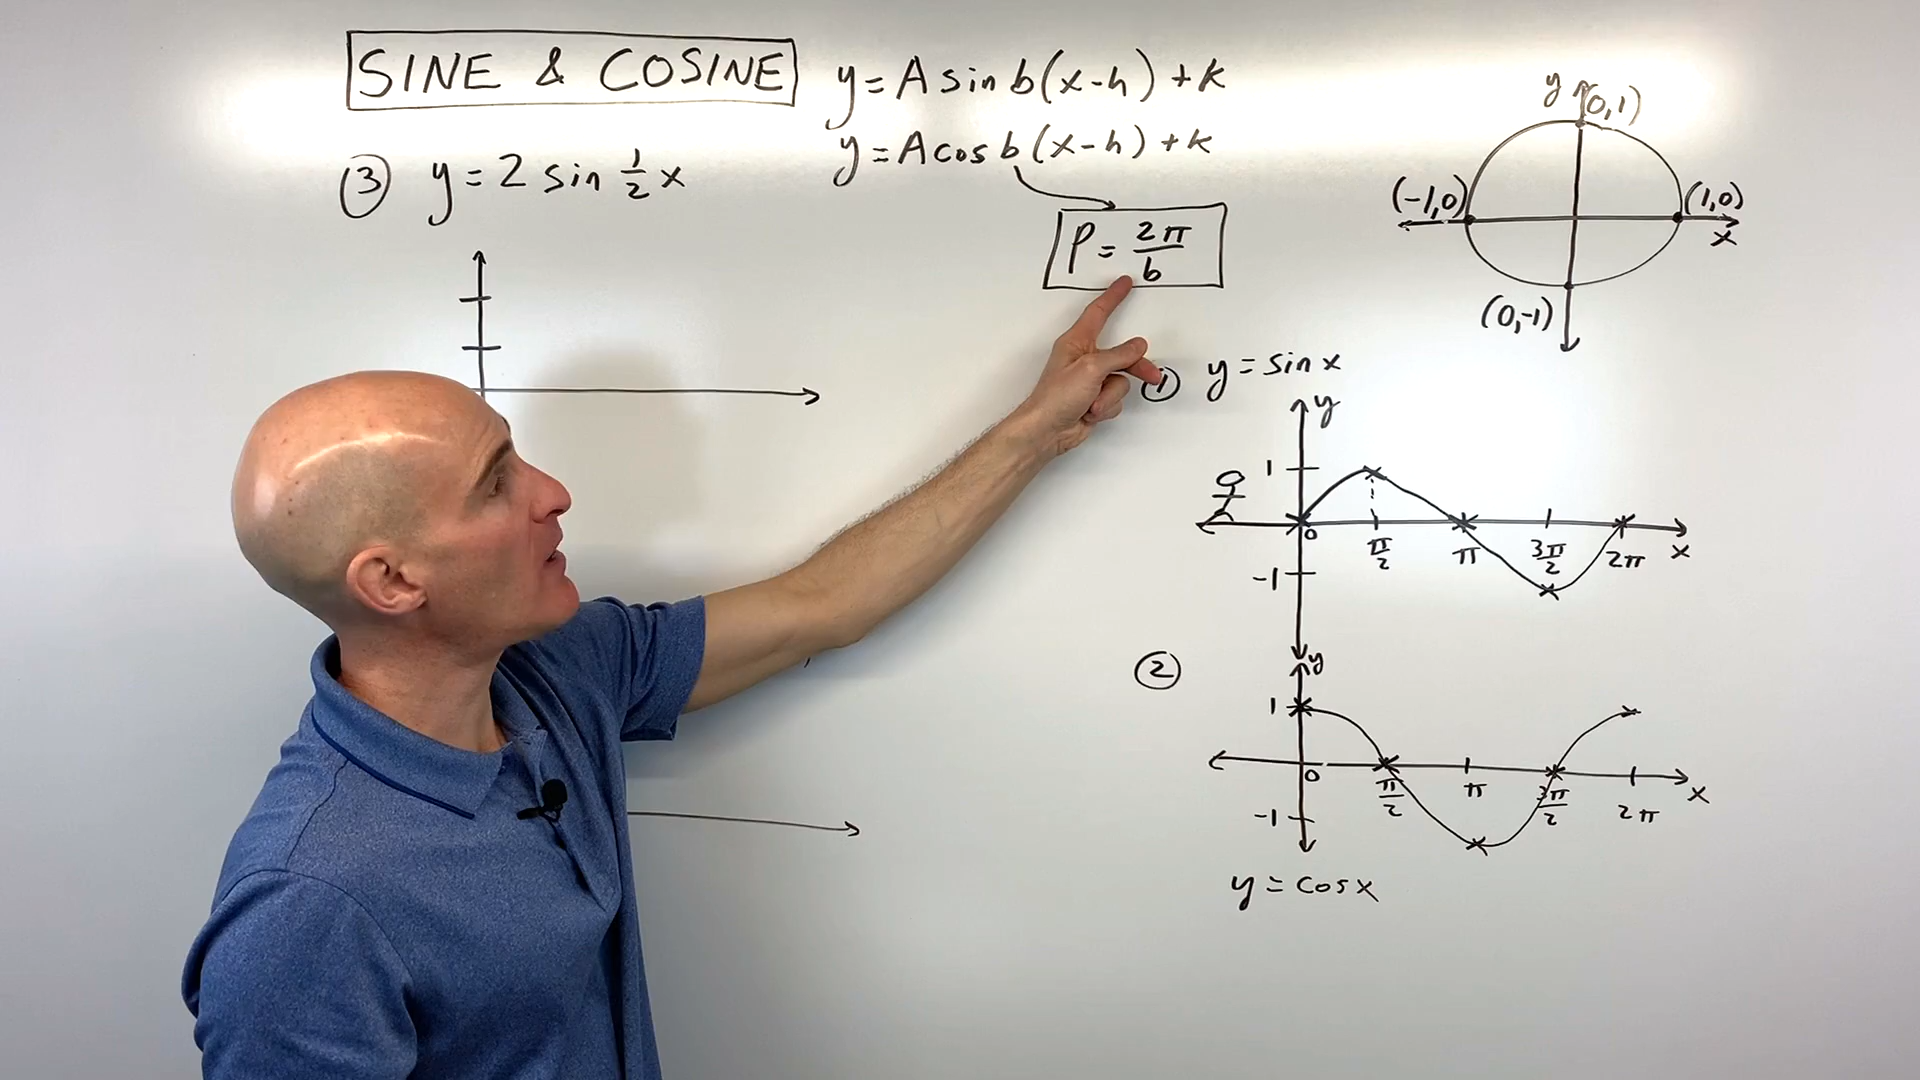 SINE & COSINE
y = A sin b(x-h) + k
y = A cos b(x-h) + k
③ y = 2 sin 1/2 x
P = 2π/b
y
(0,1)
(-1,0)
(1,0)
x
(0,-1)
① y = sin x
y
1
0
π/2
π
3π/2
2π
x
-1
②
y
1
0
π/2
π
3π/2
2π
x
-1
y = cos x